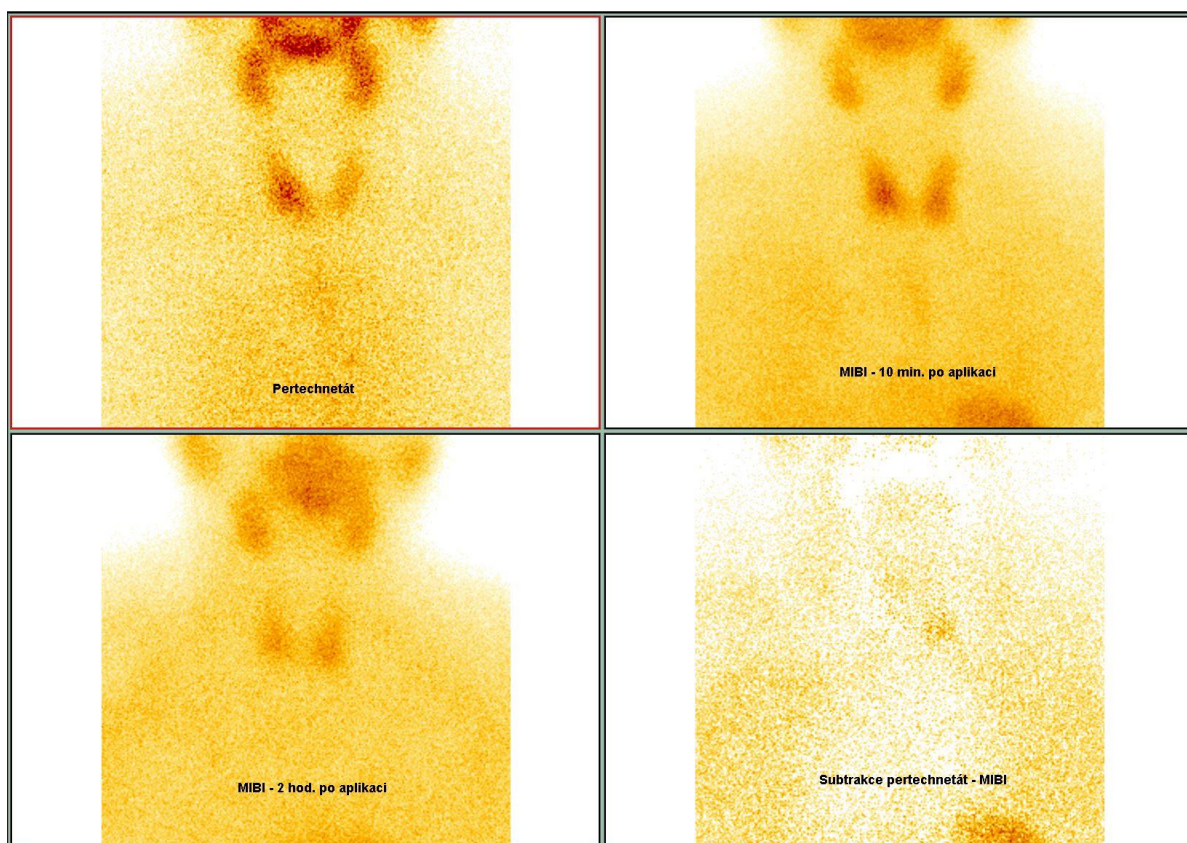 Pertechnetát
MIBI - 10 min. po aplikaci
MIBI - 2 hod. po aplikaci
Subtrakce pertechnetát - MIBI